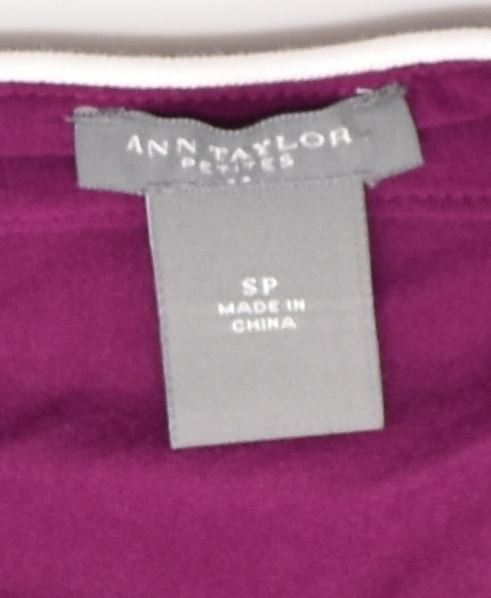 ANN TAYLOR
PETITES
SP
MADE IN
CHINA